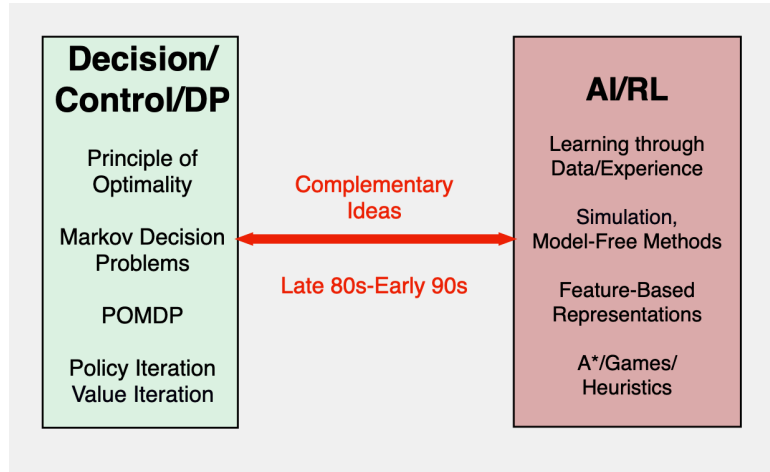 Decision/
Control/DP
Principle of
Optimality
Markov Decision
Problems
POMDP
Policy Iteration
Value Iteration
Complementary
Ideas
Late 80s-Early 90s
AI/RL
Learning through
Data/Experience
Simulation,
Model-Free Methods
Feature-Based
Representations
A*/Games/
Heuristics